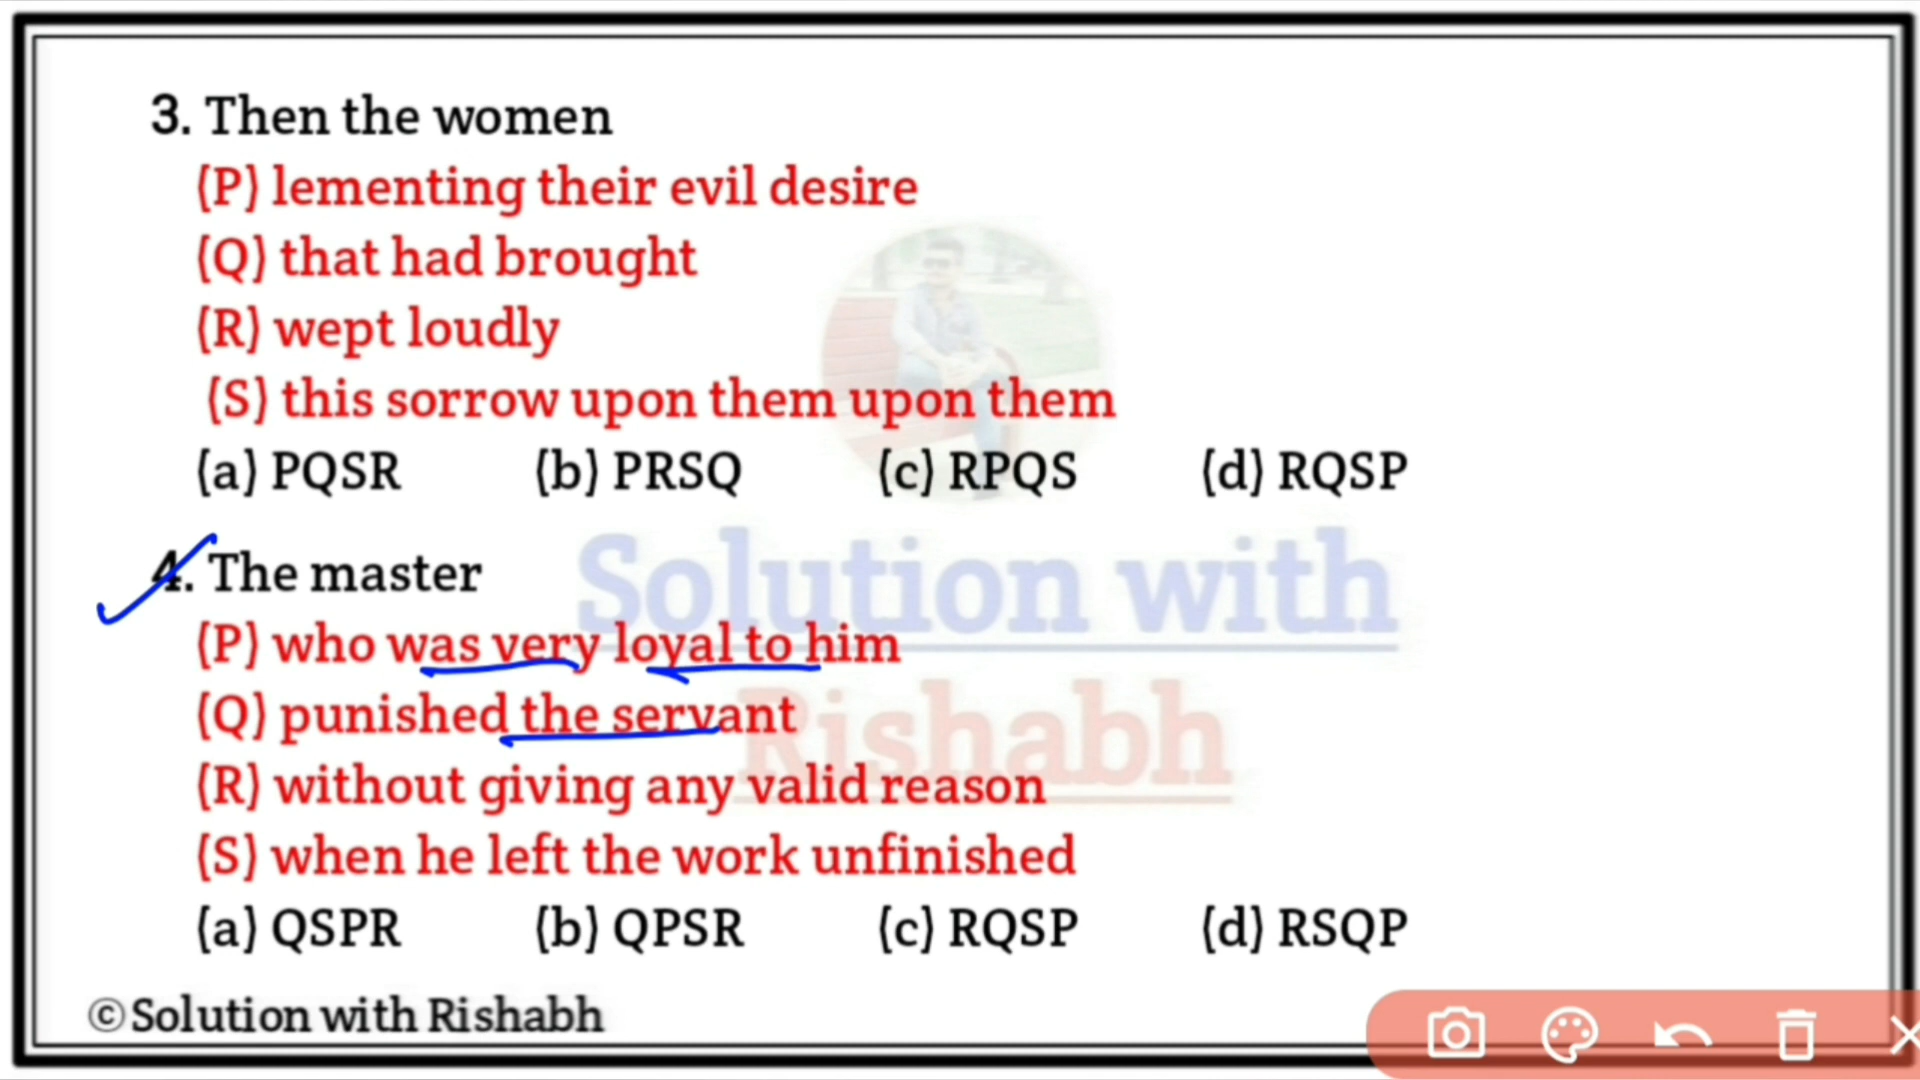 3. Then the women
(P) lementing their evil desire
(Q) that had brought
(R) wept loudly
(S) this sorrow upon them upon them
(a) PQSR (b) PRSQ (c) RPQS (d) RQSP
4. The master
(P) who was very loyal to him
(Q) punished the servant
(R) without giving any valid reason
(S) when he left the work unfinished
(a) QSPR (b) QPSR (c) RQSP (d) RSQP
Solution with
Rishabh
©Solution with Rishabh